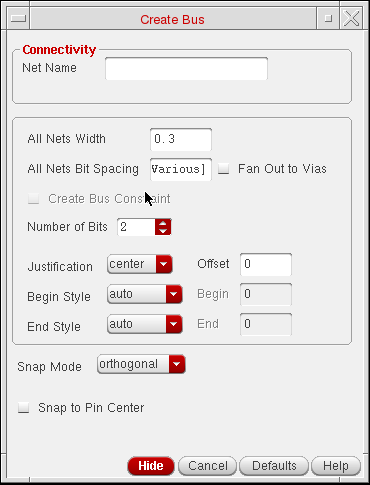 Create Bus
Connectivity
Net Name
All Nets Width 0.3
All Nets Bit Spacing Various] Fan Out to Vias
Create Bus Constraint
Number of Bits 2
Justification center Offset 0
Begin Style auto Begin 0
End Style auto End 0
Snap Mode orthogonal
Snap to Pin Center
Hide Cancel Defaults Help